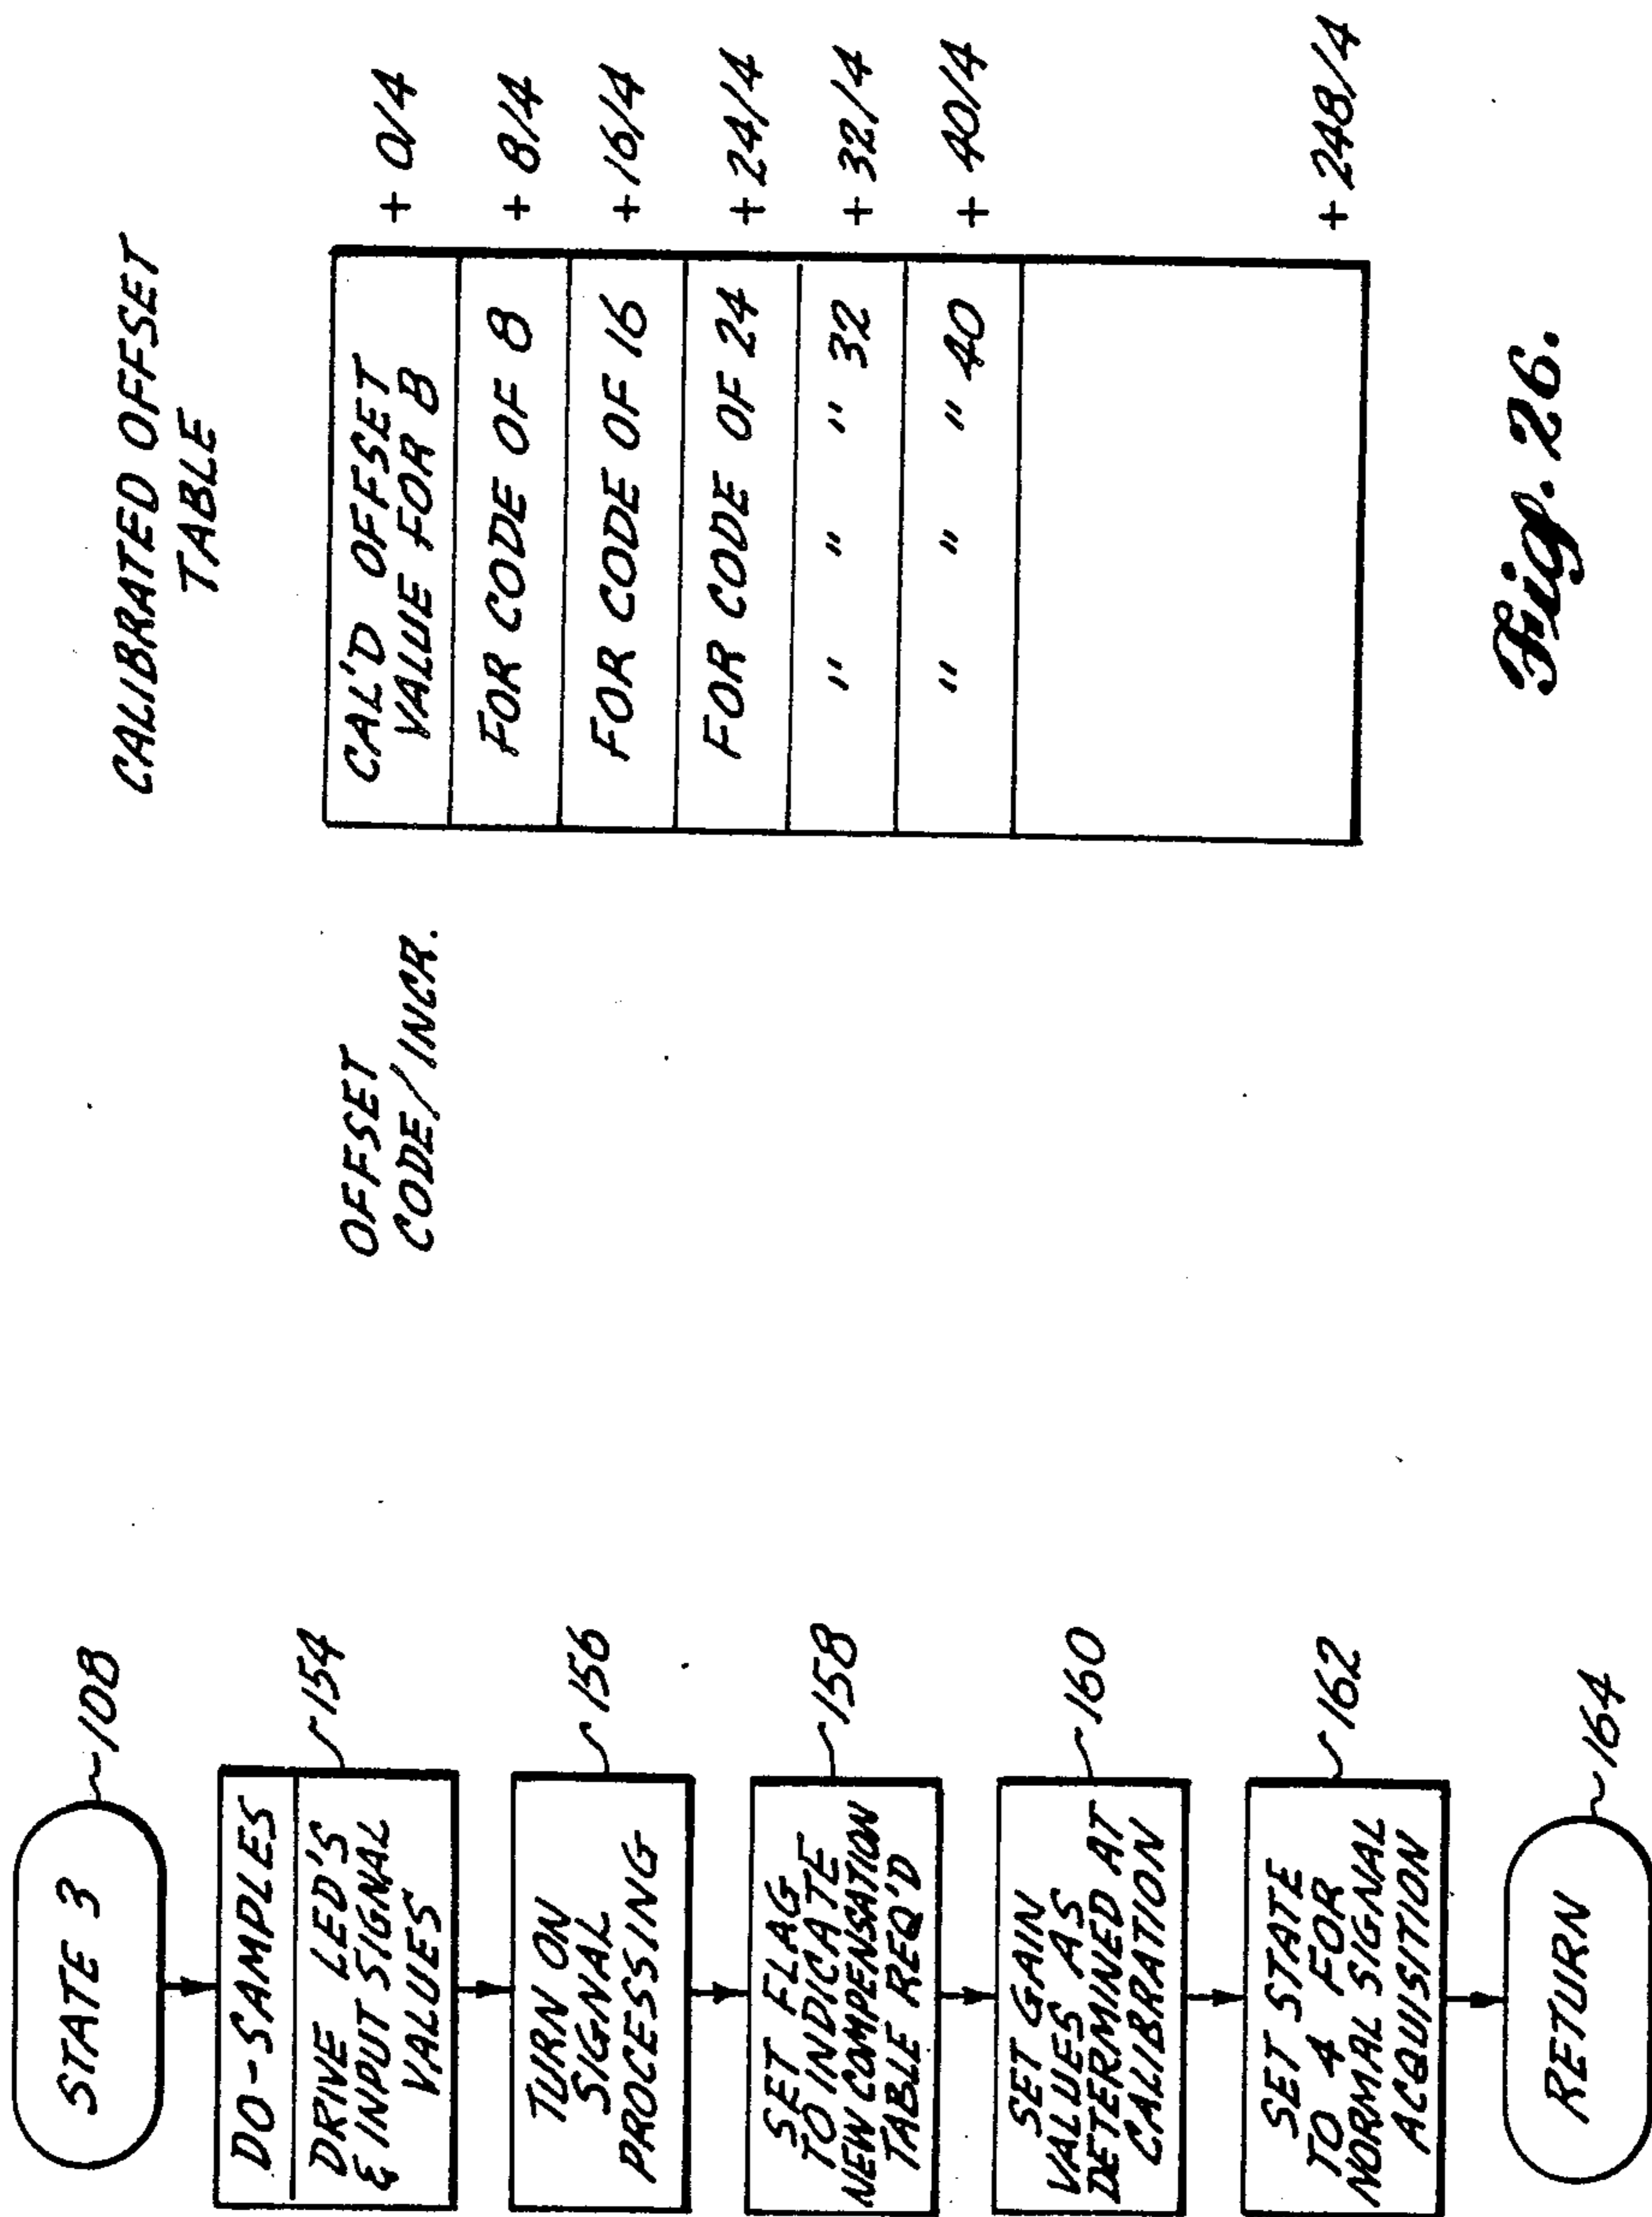 STATE 3
108
DO-SAMPLES
DRIVE LED'S
& INPUT SIGNAL
VALUES
154
TURN ON
SIGNAL
PROCESSING
156
SET FLAG
TO INDICATE
NEW COMPENSATION
TABLE REQ'D
158
SET GAIN
VALUES AS
DETERMINED AT
CALLIBRATION
160
SET STATE
TO 4 FOR
NORMAL SIGNAL
ACQUISITION
162
RETURN
164
CALIBRATED OFFSET
TABLE
OFFSET
CODE/INCR.
CAL'D OFFSET
VALUE FOR B
+ 0/4
FOR CODE OF 8
+ 8/4
FOR CODE OF 16
+16/4
FOR CODE OF 24
+ 24/4
" " " 32
+ 32/4
" " " 40
+ 40/4
+ 248/4
Fig. 26.